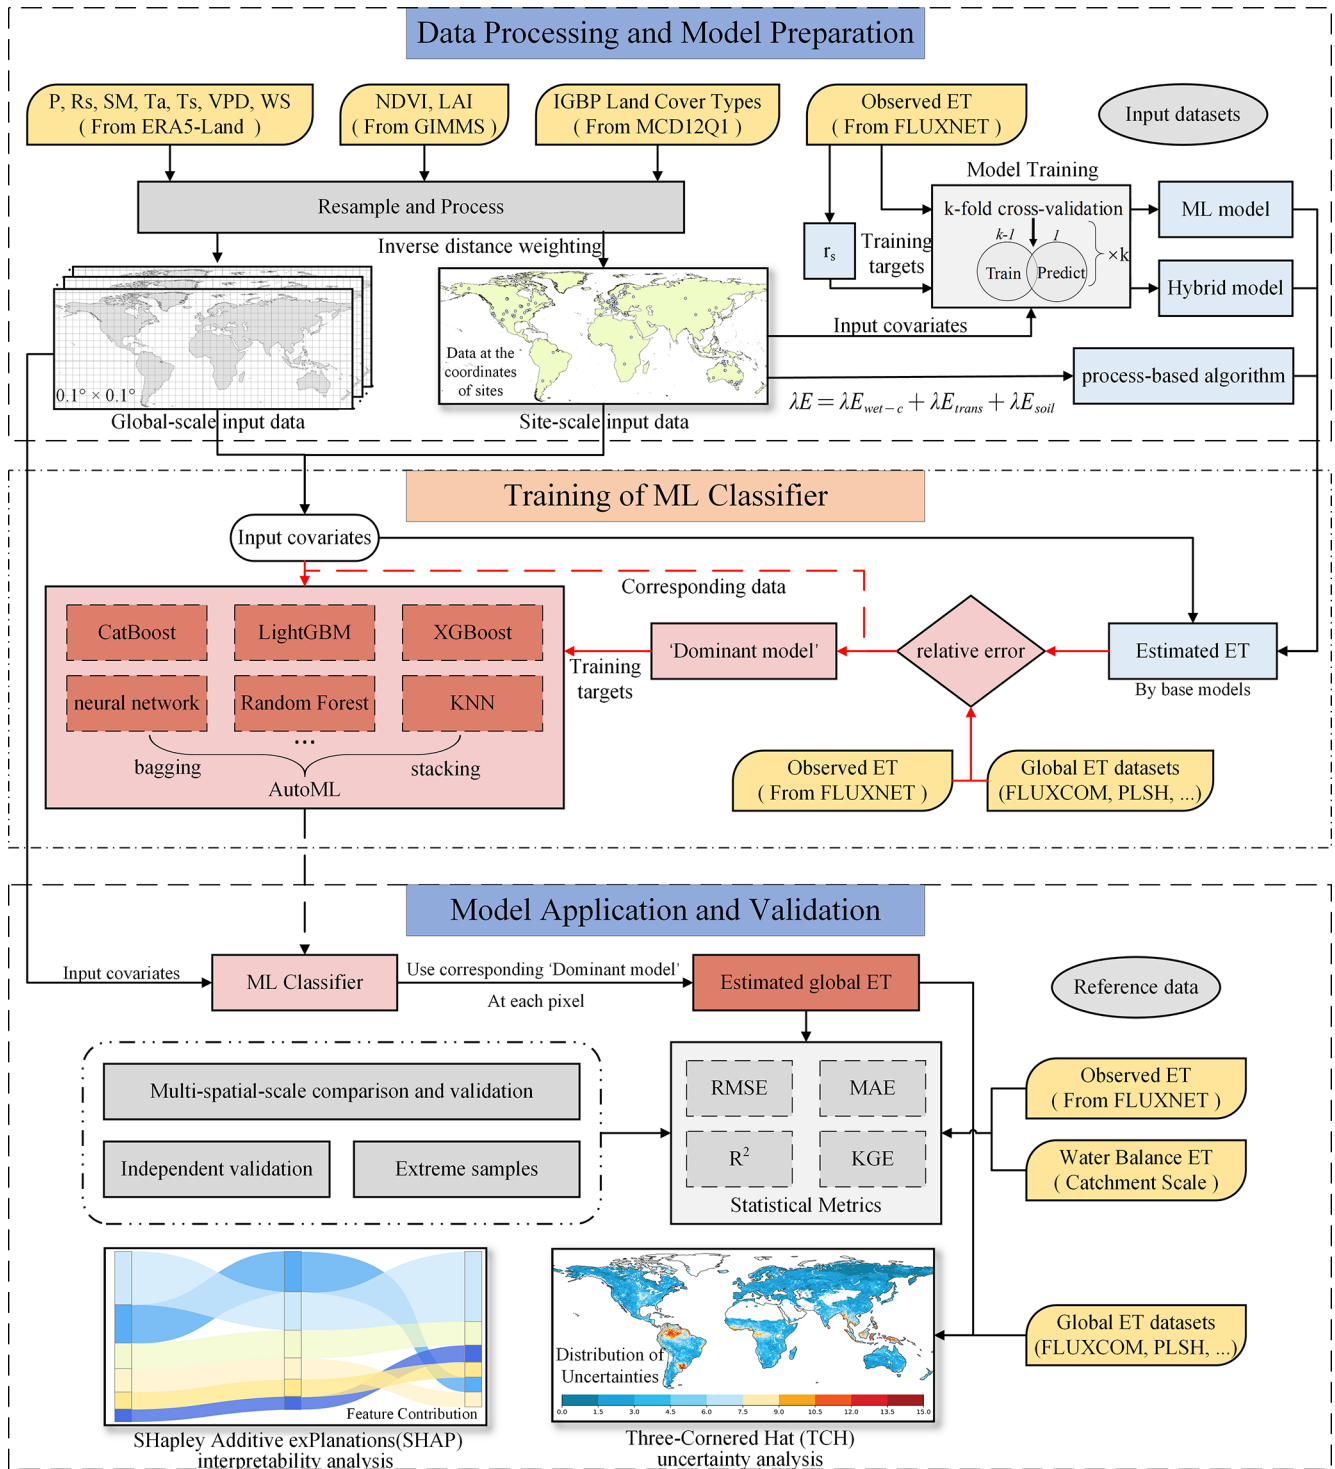 Data Processing and Model Preparation
P, Rs, SM, Ta, Ts, VPD, WS
( From ERA5-Land )
NDVI, LAI
(From GIMMS)
IGBP Land Cover Types
( From MCD12Q1 )
Observed ET
( From FLUXNET )
Input datasets
Resample and Process
Inverse distance weighting
Model Training
k-fold cross-validation
k-1
1
Train
Predict
×k
rs
Training
targets
ML model
Hybrid model
Input covariates
process-based algorithm
λE = λE wet−c + λE trans + λE soil
0.1° × 0.1°
Global-scale input data
Data at the
coordinates
of sites
Site-scale input data
Training of ML Classifier
Input covariates
Corresponding data
CatBoost
LightGBM
XGBoost
neural network
Random Forest
KNN
...
bagging
stacking
AutoML
Training
targets
‘Dominant model’
relative error
Estimated ET
By base models
Observed ET
( From FLUXNET )
Global ET datasets
(FLUXCOM, PLSH, ...)
Model Application and Validation
Input covariates
ML Classifier
Use corresponding ‘Dominant model’
At each pixel
Estimated global ET
Reference data
Multi-spatial-scale comparison and validation
Independent validation
Extreme samples
RMSE
MAE
R²
KGE
Statistical Metrics
Observed ET
( From FLUXNET )
Water Balance ET
( Catchment Scale )
Global ET datasets
(FLUXCOM, PLSH, ...)
Feature Contribution
SHapley Additive exPlanations(SHAP)
interpretability analysis
Distribution of
Uncertainties
0.0 1.5 3.0 4.5 6.0 7.5 9.0 10.5 12.0 13.5 15.0
Three-Cornered Hat (TCH)
uncertainty analysis